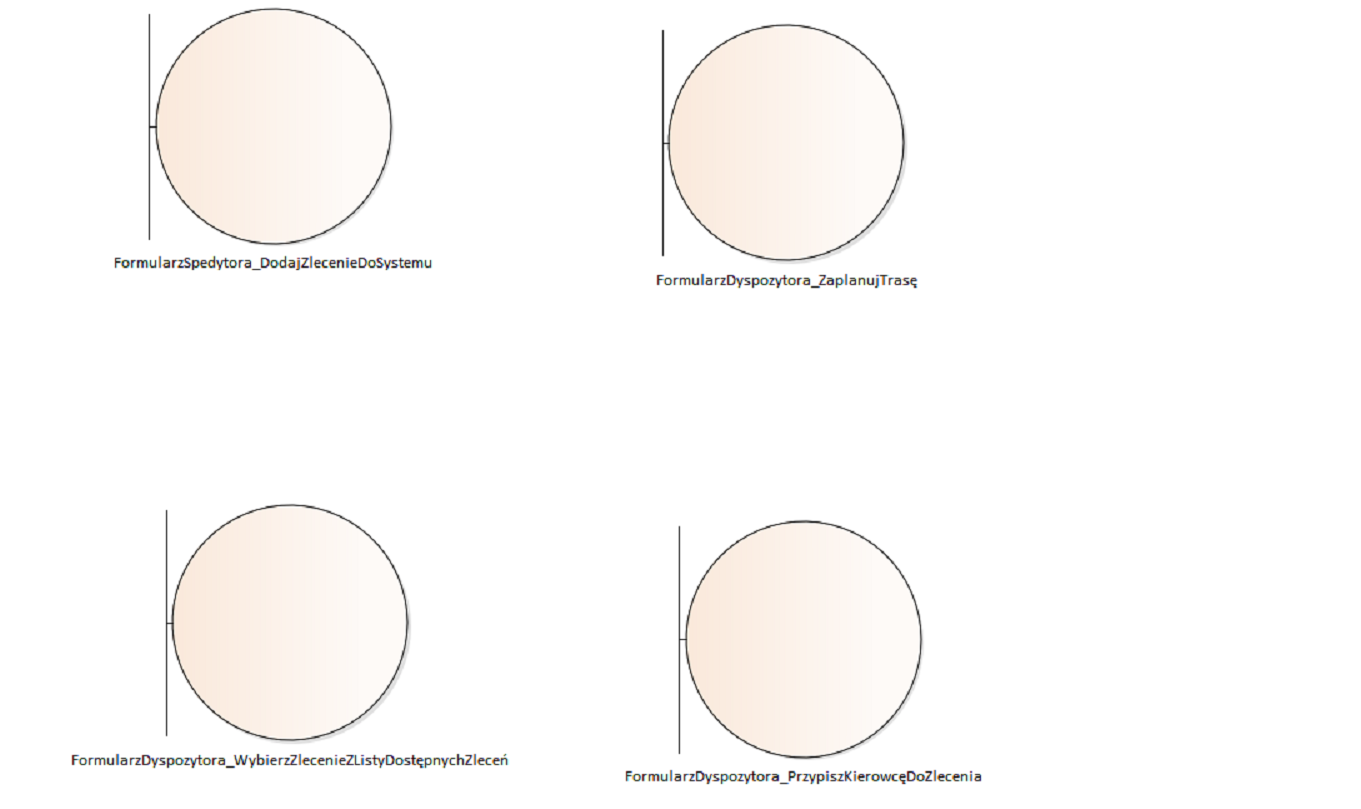 FormularzSpedytora_DodajZlecenieDoSystemu
FormularzDyspozytora_ZaplanujTrasę
FormularzDyspozytora_WybierzZlecenieZListyDostępnychZleceń
FormularzDyspozytora_PrzypiszKierowcęDoZlecenia